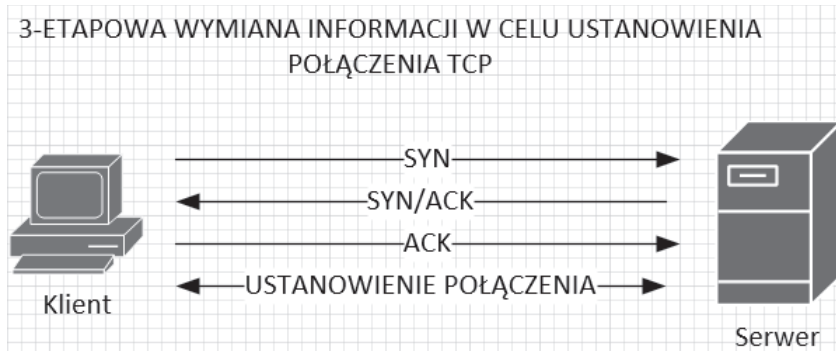 3-ETAPOWA WYMIANA INFORMACJI W CELU USTANOWIENIA
POŁĄCZENIA TCP
SYN
SYN/ACK
ACK
USTANOWIENIE POŁĄCZENIA
Klient
Serwer